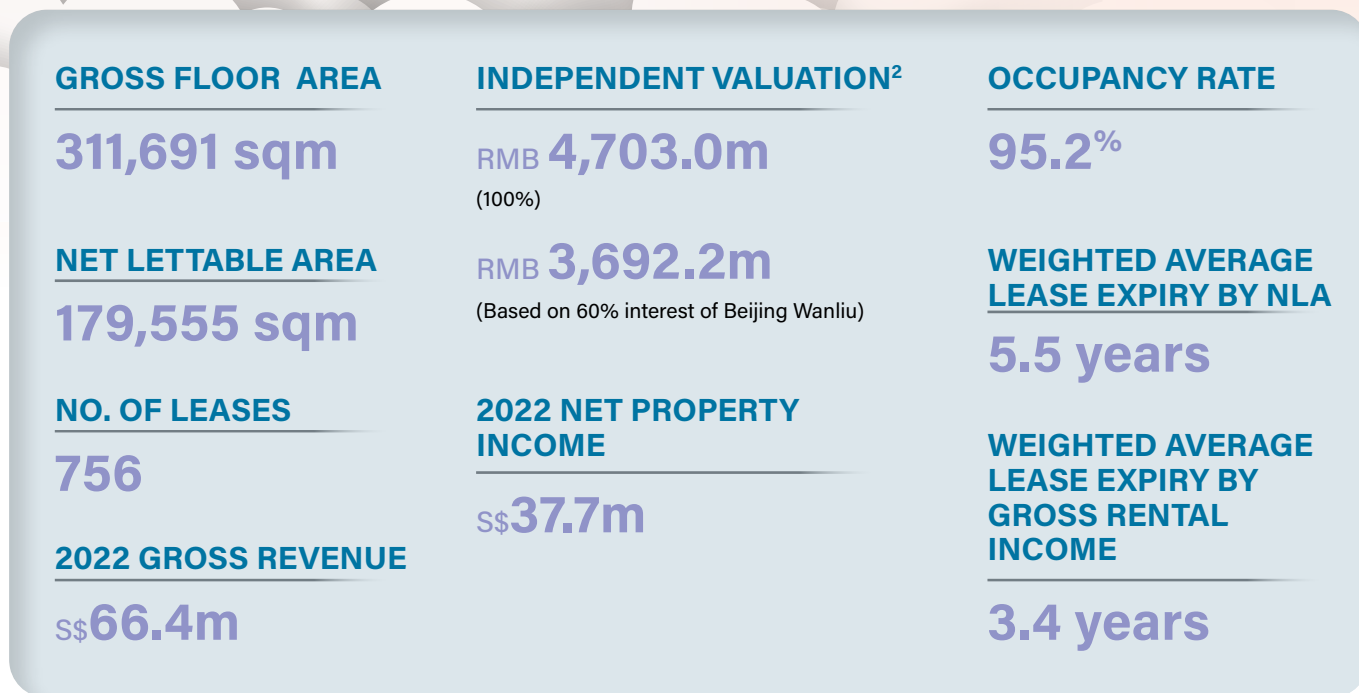 GROSS FLOOR AREA
311,691 sqm
NET LETTABLE AREA
179,555 sqm
NO. OF LEASES
756
2022 GROSS REVENUE
S$66.4m
INDEPENDENT VALUATION²
RMB 4,703.0m
(100%)
RMB 3,692.2m
(Based on 60% interest of Beijing Wanliu)
2022 NET PROPERTY
INCOME
S$37.7m
OCCUPANCY RATE
95.2%
WEIGHTED AVERAGE
LEASE EXPIRY BY NLA
5.5 years
WEIGHTED AVERAGE
LEASE EXPIRY BY
GROSS RENTAL
INCOME
3.4 years